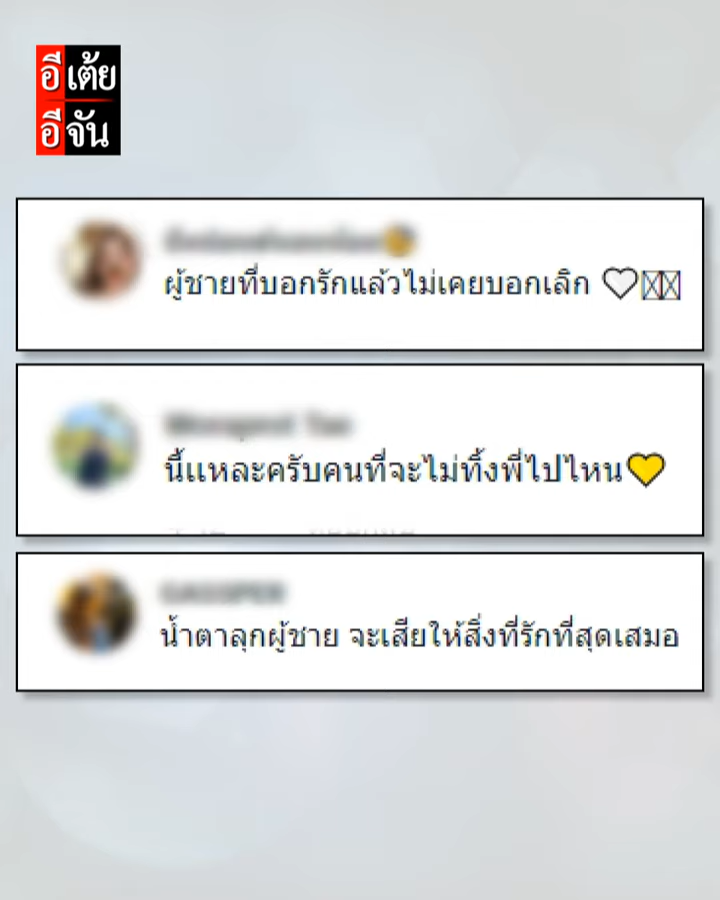 อีเต้ย
อีจัน
ผู้ชายที่บอกรักแล้วไม่เคยบอกเลิก 🤍
นี้แหละครับคนที่จะไม่ทิ้งพี่ไปไหน💛
น้ำตาลุกผู้ชาย จะเสียให้สิ่งที่รักที่สุดเสมอ